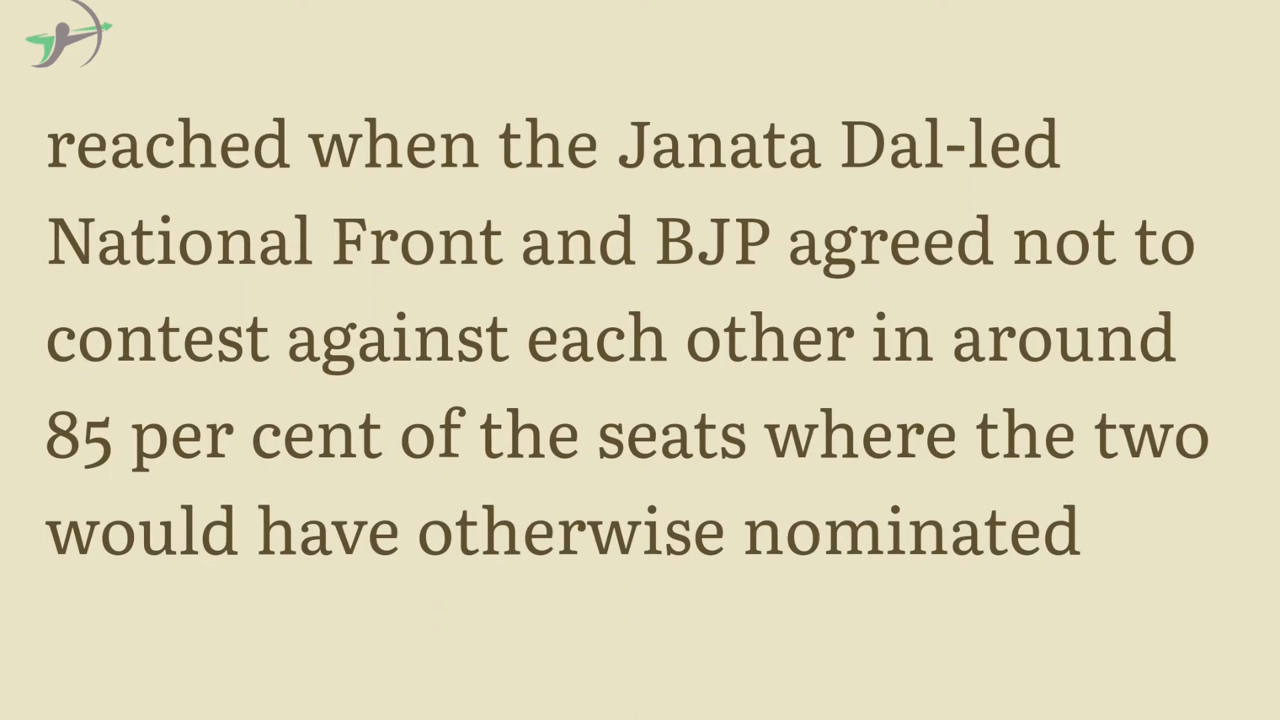 reached when the Janata Dal-led
National Front and BJP agreed not to
contest against each other in around
85 per cent of the seats where the two
would have otherwise nominated